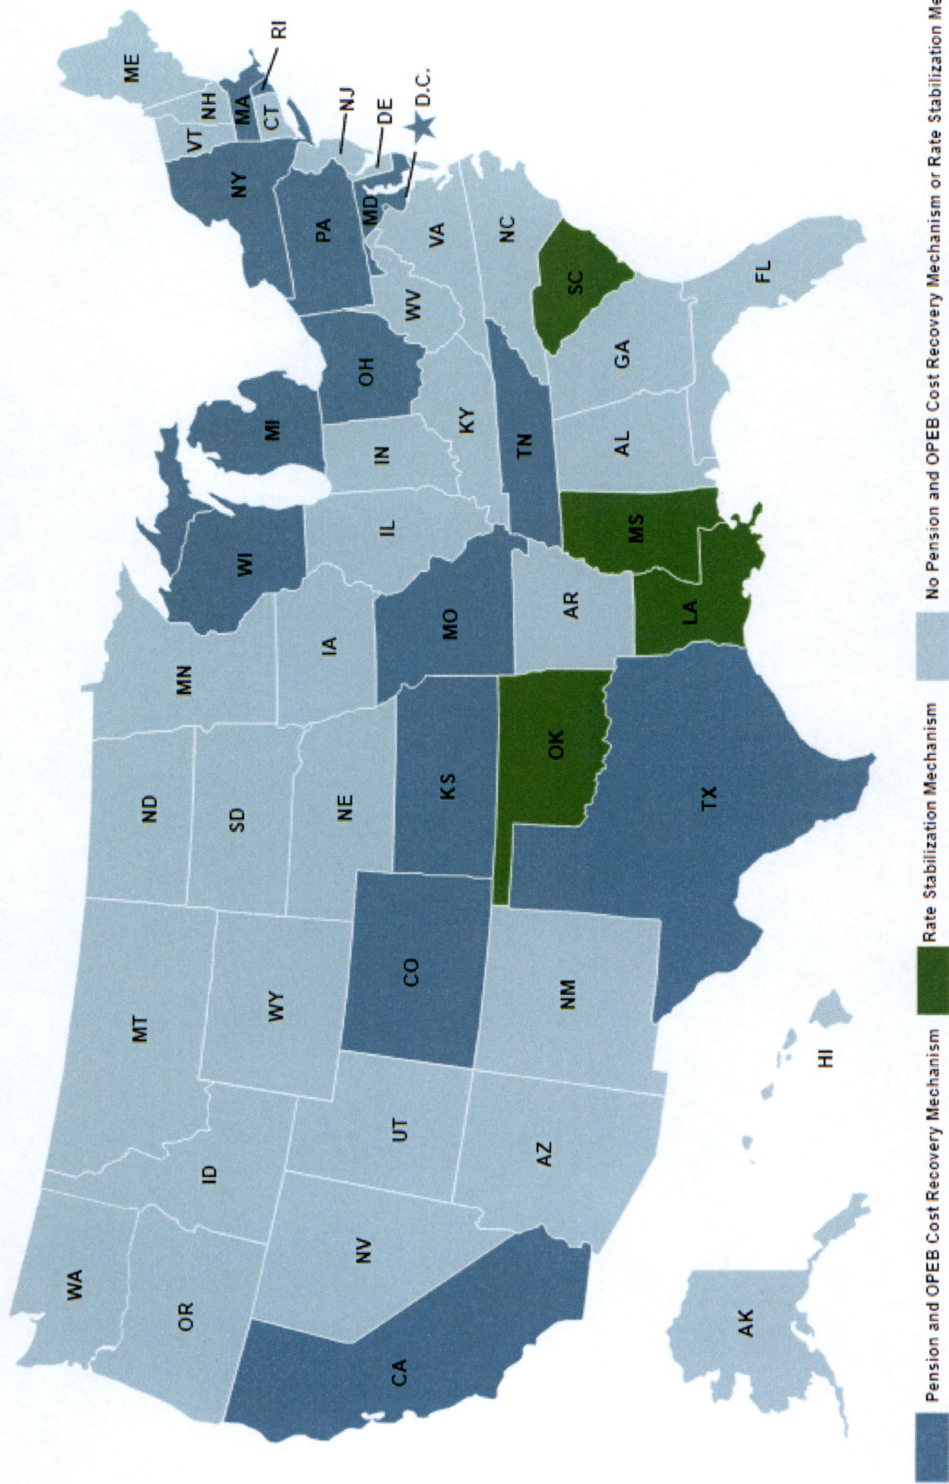 WA
OR
CA
NV
ID
MT
WY
UT
AZ
CO
NM
ND
SD
NE
KS
OK
TX
MN
IA
MO
AR
LA
WI
IL
MS
MI
IN
KY
TN
AL
OH
WV
GA
SC
NC
VA
FL
PA
NY
MD
VT
NH
MA
CT
ME
RI
NJ
DE
D.C.
AK
HI
Pension and OPEB Cost Recovery Mechanism
Rate Stabilization Mechanism
No Pension and OPEB Cost Recovery Mechanism or Rate Stabilization